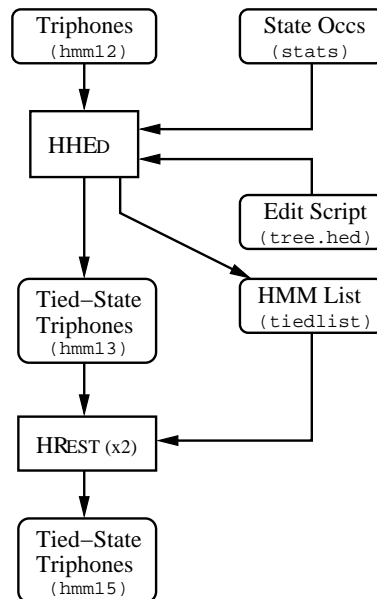 Triphones
(hmm12)
State Occs
(stats)
HHED
Edit Script
(tree.hed)
Tied−State
Triphones
(hmm13)
HMM List
(tiedlist)
HREST (x2)
Tied−State
Triphones
(hmm15)